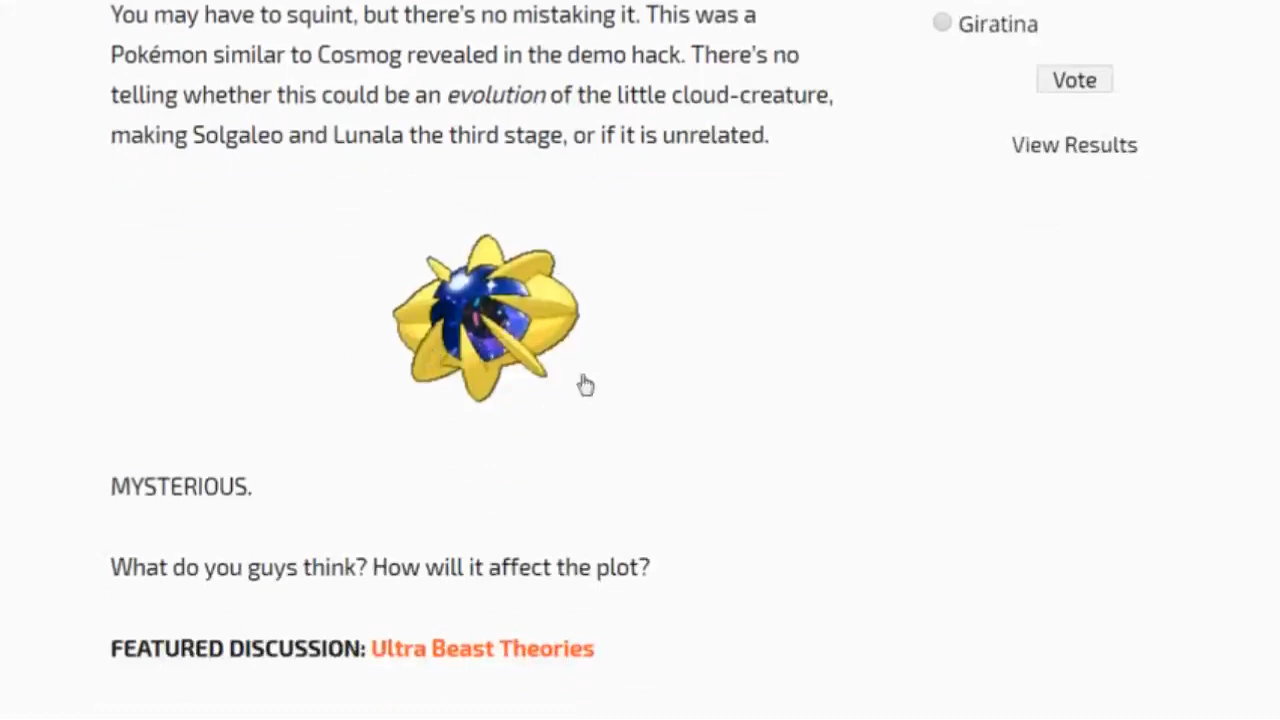 You may have to squint, but there's no mistaking it. This was a
Pokémon similar to Cosmog revealed in the demo hack. There's no
telling whether this could be an evolution of the little cloud-creature,
making Solgaleo and Lunala the third stage, or if it is unrelated.
MYSTERIOUS.
What do you guys think? How will it affect the plot?
FEATURED DISCUSSION: Ultra Beast Theories
Giratina
Vote
View Results